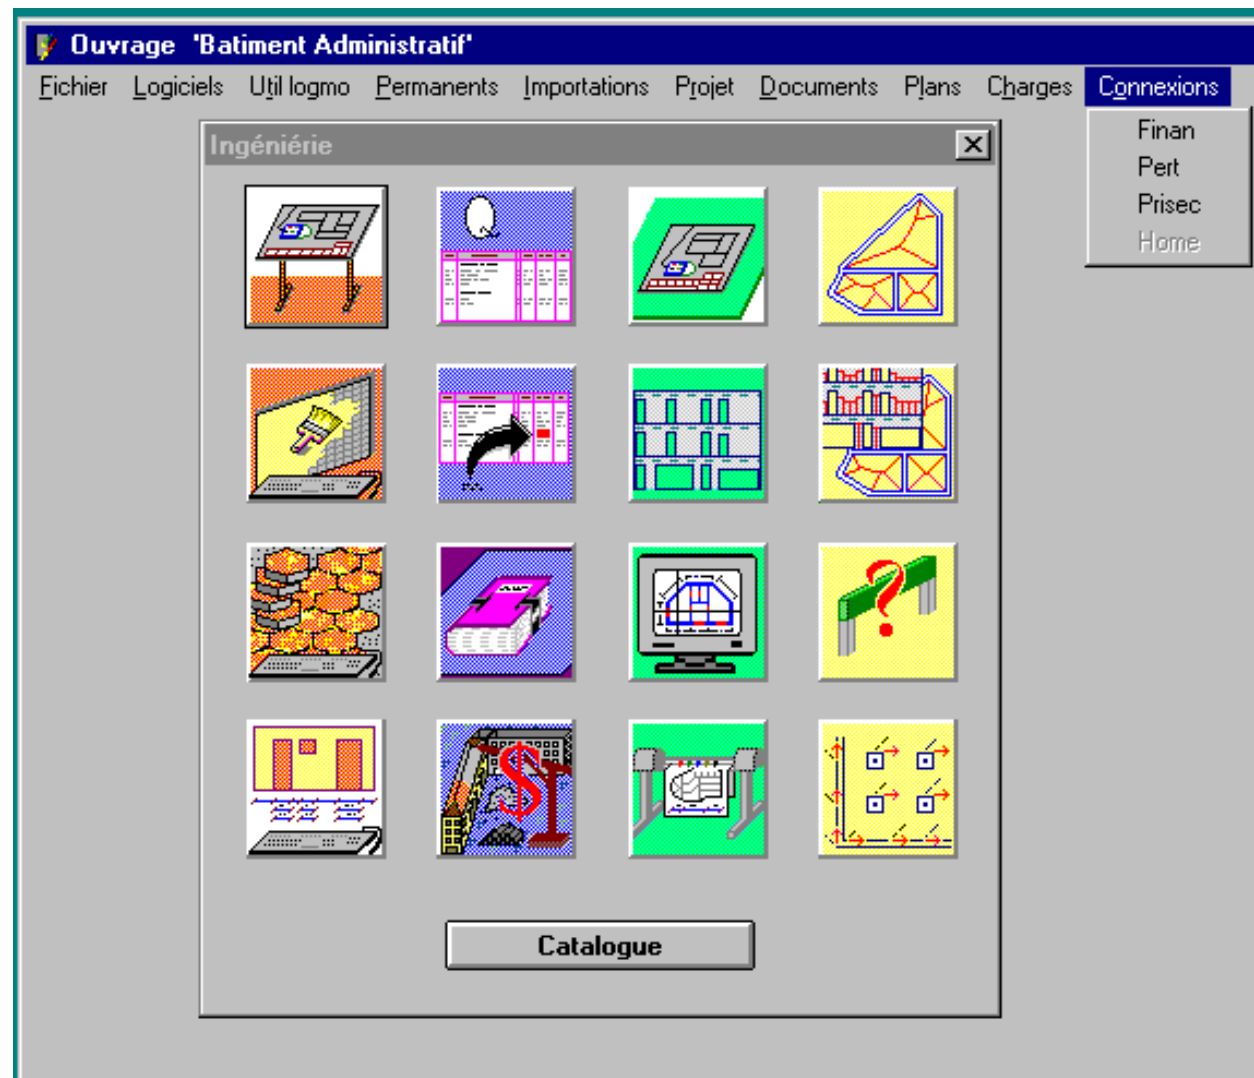 Ouvrage 'Batiment Administratif'
Fichier Logiciels Util logmo Permanents Importations Projet Documents Plans Charges Connexions
Finan
Pert
Prisec
Home
Ingéniérie
Q
$
?
Catalogue